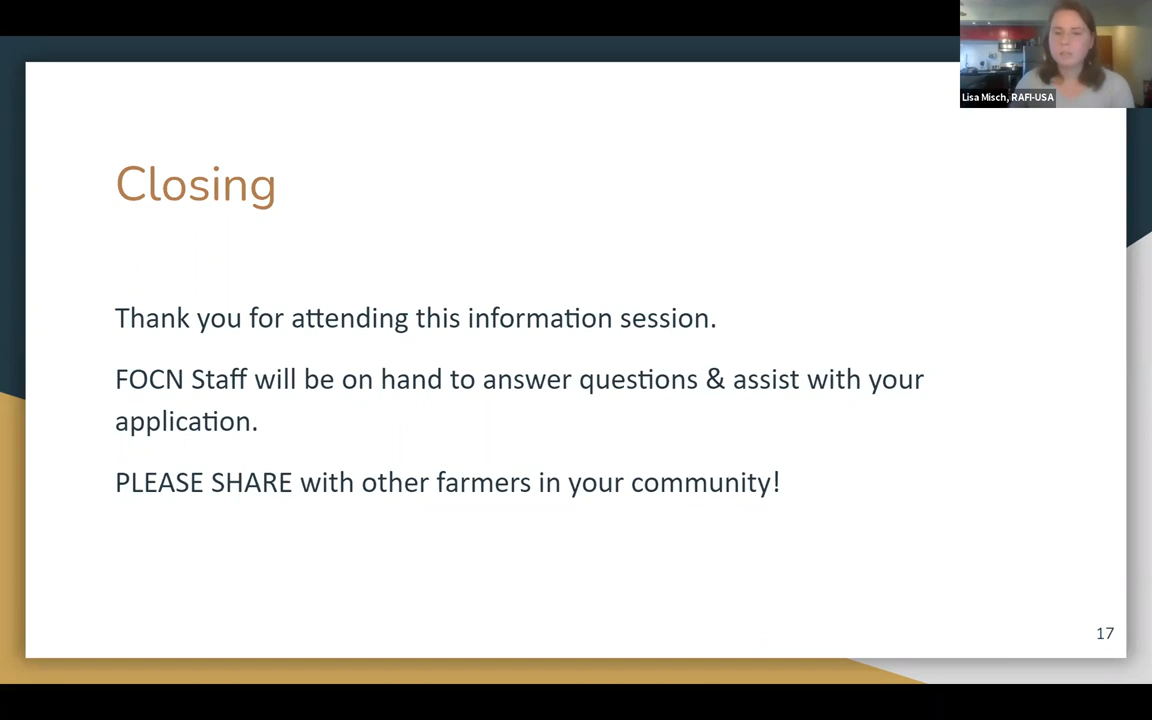 Lisa Misch, RAFI-USA
Closing
Thank you for attending this information session.
FOCN Staff will be on hand to answer questions & assist with your
application.
PLEASE SHARE with other farmers in your community!
17